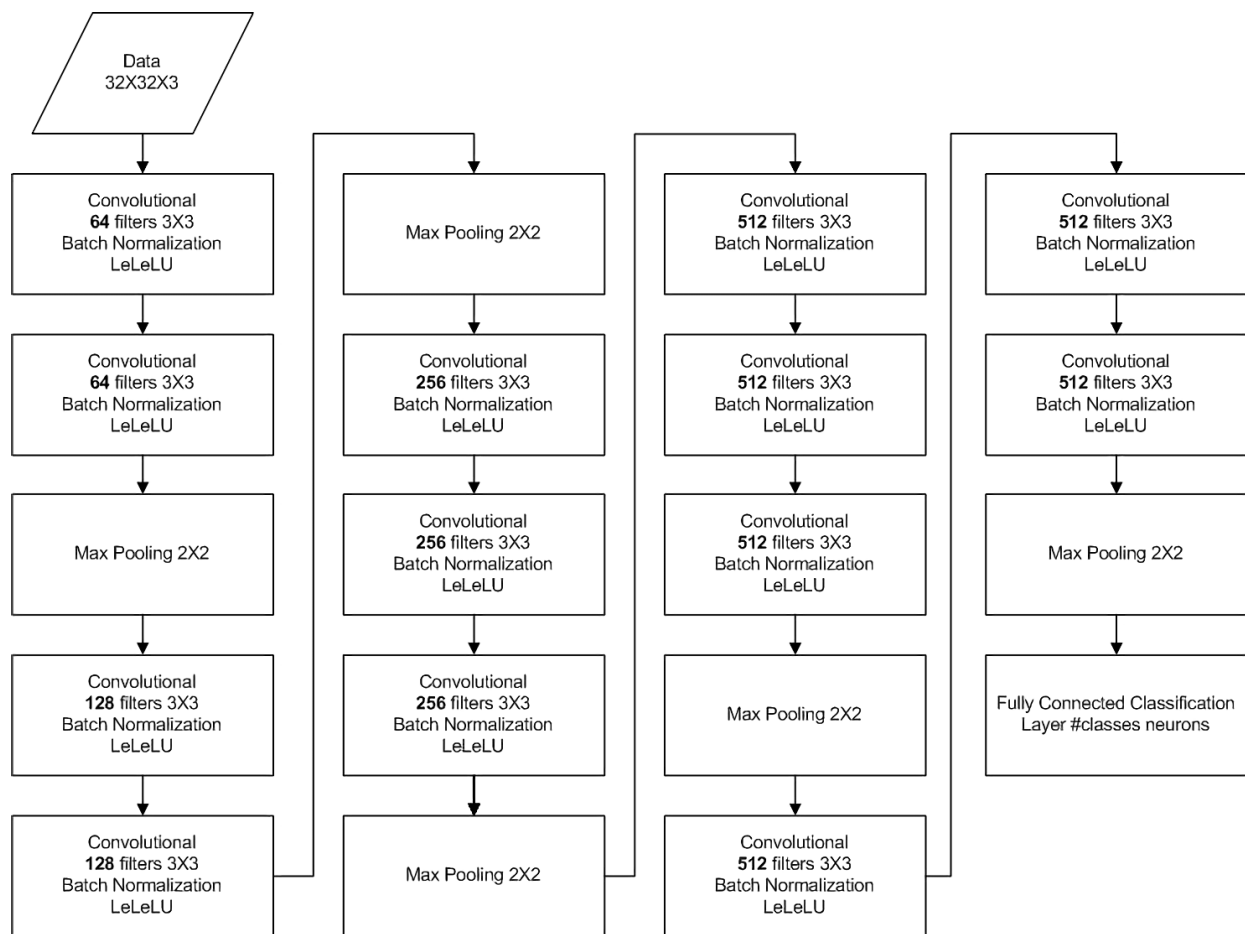 Data
32X32X3
Convolutional
64 filters 3X3
Batch Normalization
LeLeLU
Convolutional
64 filters 3X3
Batch Normalization
LeLeLU
Max Pooling 2X2
Convolutional
128 filters 3X3
Batch Normalization
LeLeLU
Convolutional
128 filters 3X3
Batch Normalization
LeLeLU
Max Pooling 2X2
Convolutional
256 filters 3X3
Batch Normalization
LeLeLU
Convolutional
256 filters 3X3
Batch Normalization
LeLeLU
Convolutional
256 filters 3X3
Batch Normalization
LeLeLU
Max Pooling 2X2
Convolutional
512 filters 3X3
Batch Normalization
LeLeLU
Convolutional
512 filters 3X3
Batch Normalization
LeLeLU
Convolutional
512 filters 3X3
Batch Normalization
LeLeLU
Max Pooling 2X2
Convolutional
512 filters 3X3
Batch Normalization
LeLeLU
Convolutional
512 filters 3X3
Batch Normalization
LeLeLU
Convolutional
512 filters 3X3
Batch Normalization
LeLeLU
Max Pooling 2X2
Fully Connected Classification
Layer #classes neurons